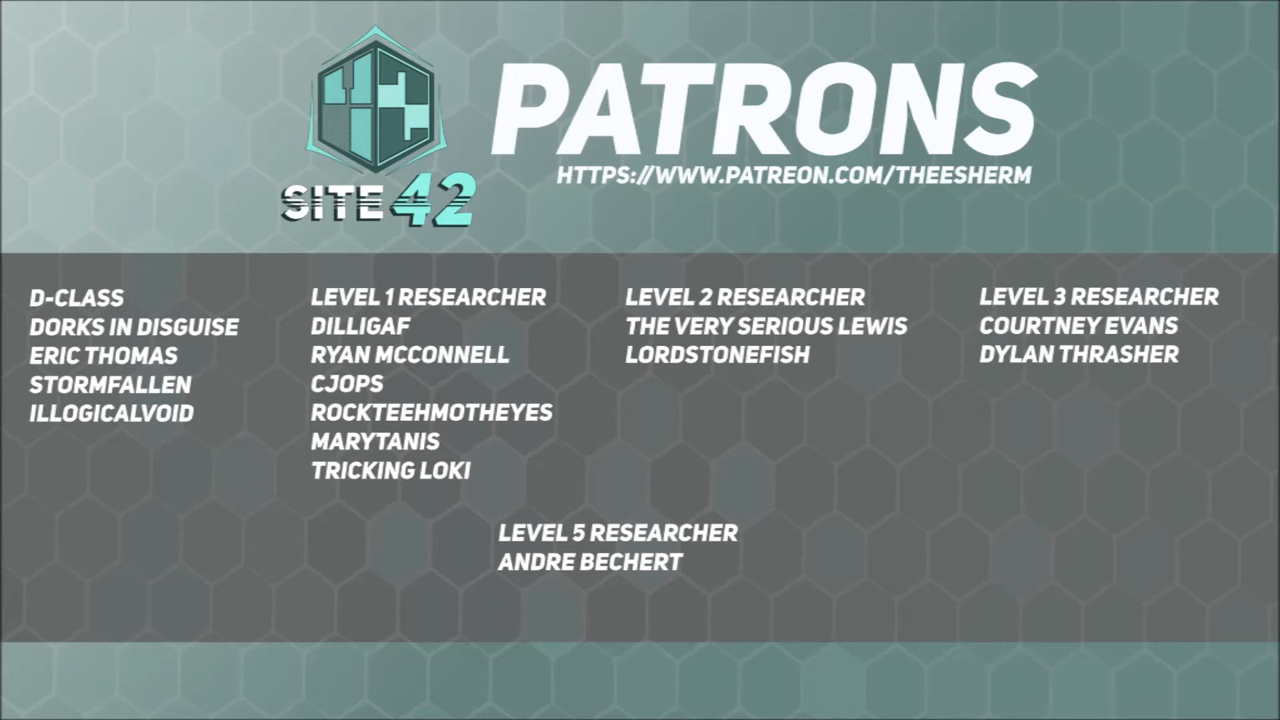 PATRONS
HTTPS://WWW.PATREON.COM/THEESHERM
SITE 42
D-CLASS
DORKS IN DISGUISE
ERIC THOMAS
STORMFALLEN
ILLOGICALVOID
LEVEL 1 RESEARCHER
DILLIGAF
RYAN MCCONNELL
CJOPS
ROCKTEEHMOTHEYES
MARYTANIS
TRICKING LOKI
LEVEL 2 RESEARCHER
THE VERY SERIOUS LEWIS
LORDSTONEFISH
LEVEL 3 RESEARCHER
COURTNEY EVANS
DYLAN THRASHER
LEVEL 5 RESEARCHER
ANDRE BECHERT